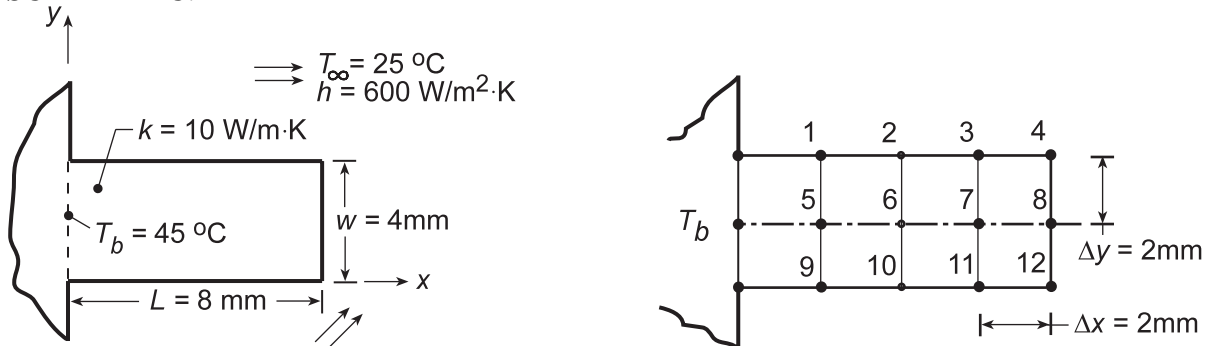 y
T∞ = 25 °C
h = 600 W/m²·K
k = 10 W/m·K
T_b = 45 °C
w = 4mm
x
L = 8 mm
1 2 3 4
5 6 7 8
T_b
Δy = 2mm
9 10 11 12
Δx = 2mm